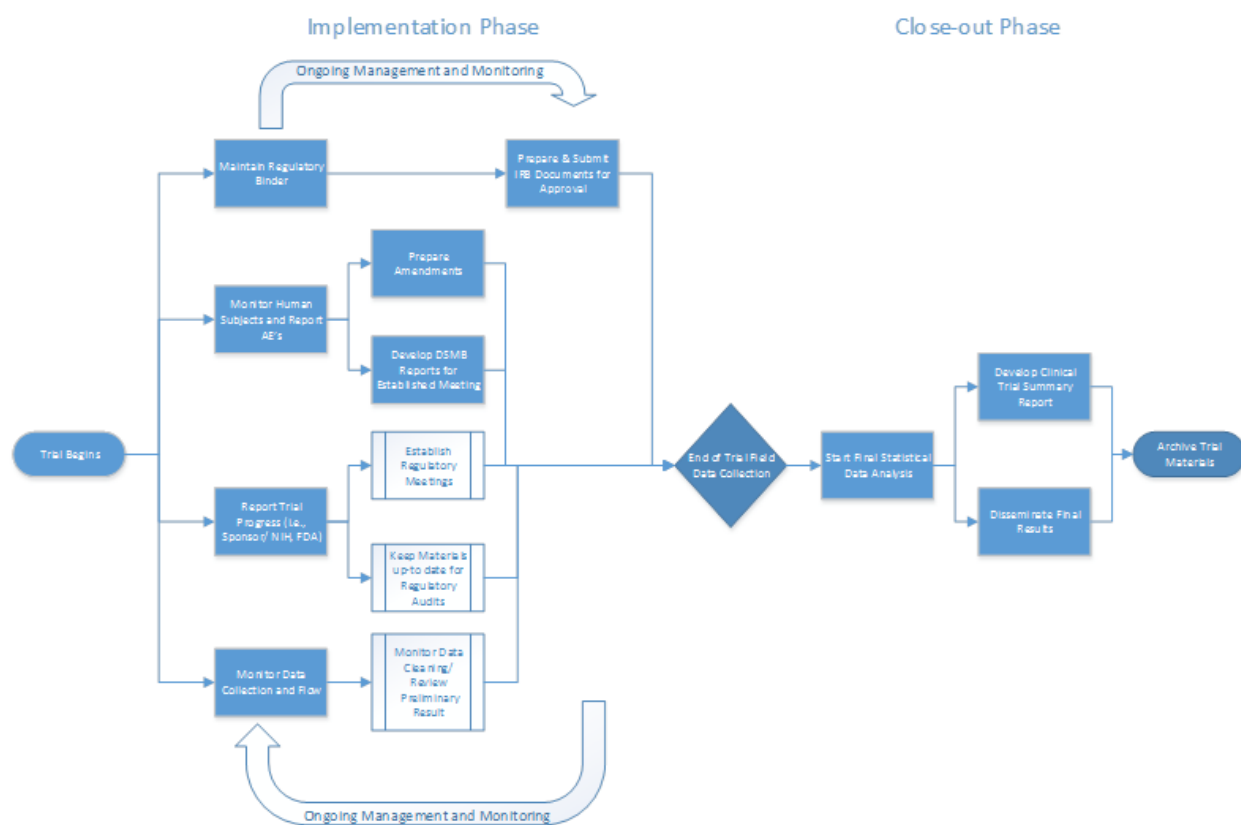 Implementation Phase
Close-out Phase
Ongoing Management and Monitoring
Maintain Regulatory
Binder
Prepare & Submit
IRB Documents for
Approval
Prepare
Amendments
Monitor Human
Subjects and Report
AE's
Develop DSMB
Reports for
Established Meeting
Trial Begins
Establish
Regulatory
Meetings
Report Trial
Progress (i.e.,
Sponsor/ NIH, FDA)
Keep Materials
up-to date for
Regulatory
Audits
Monitor Data
Collection and Flow
Monitor Data
Cleaning/
Review
Preliminary
Result
End of Trial Field
Data Collection
Start Final Statistical
Data Analysis
Develop Clinical
Trial Summary
Report
Disseminate Final
Results
Archive Trial
Materials
Ongoing Management and Monitoring